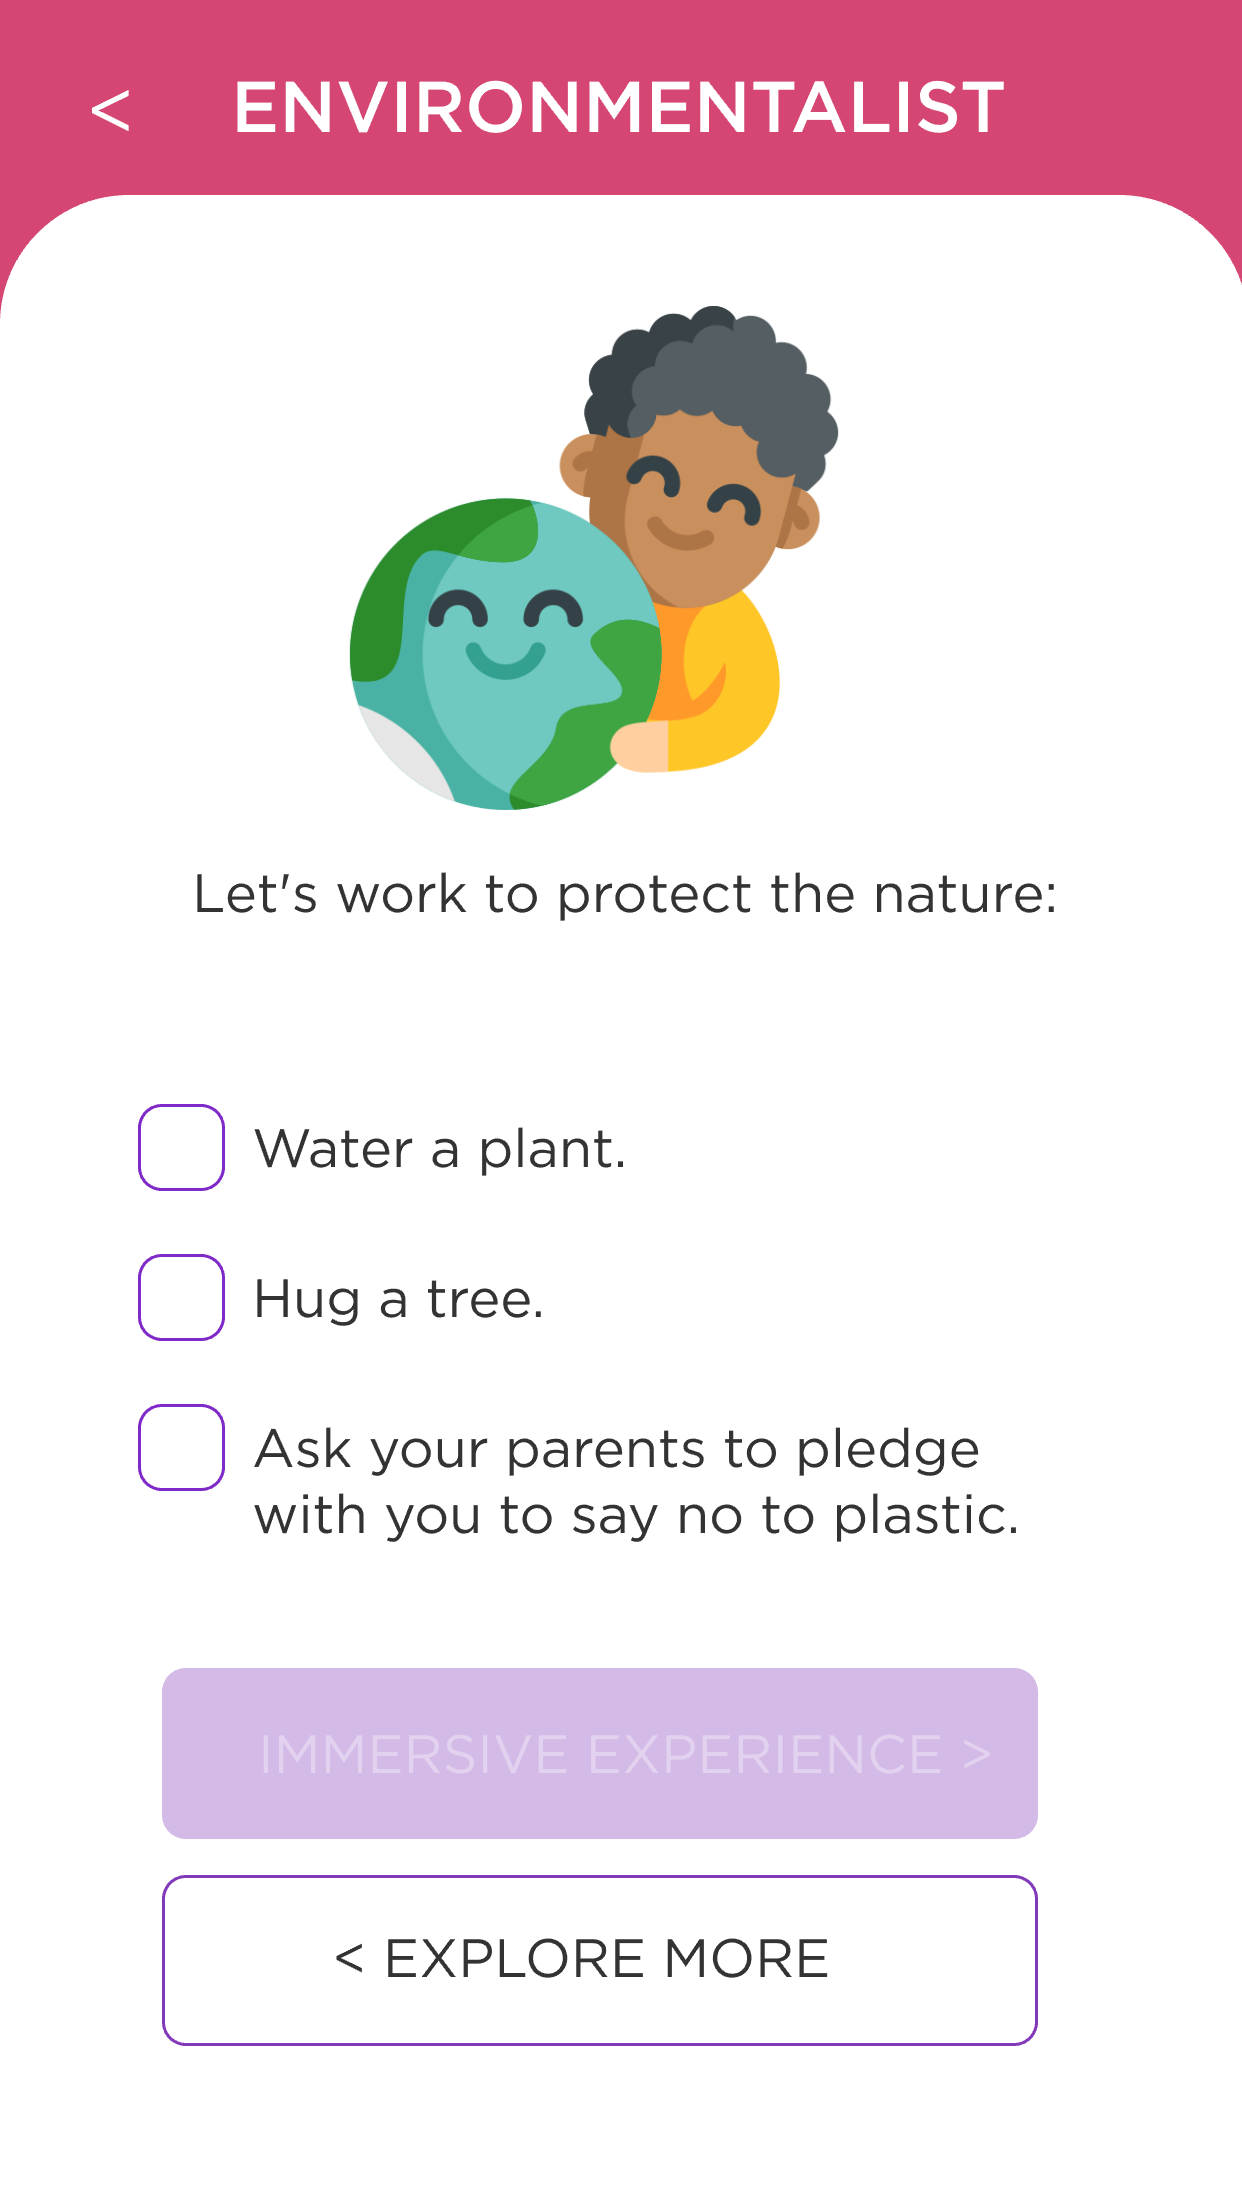 < ENVIRONMENTALIST
Let's work to protect the nature:
Water a plant.
Hug a tree.
Ask your parents to pledge
with you to say no to plastic.
IMMERSIVE EXPERIENCE >
< EXPLORE MORE